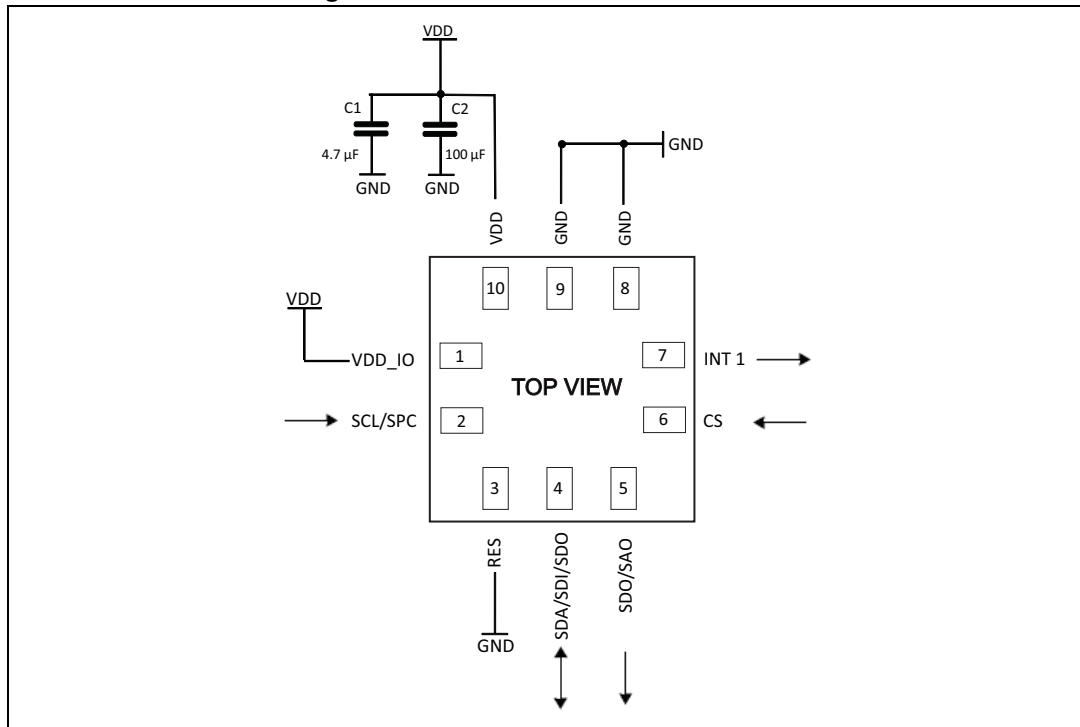 g
VDD
C1
C2
4.7 µF
100 µF
GND
GND
GND
VDD
GND
GND
10
9
8
VDD
VDD_IO
1
7
INT 1
TOP VIEW
SCL/SPC
2
6
CS
3
4
5
RES
SDA/SDI/SDO
SDO/SAO
GND